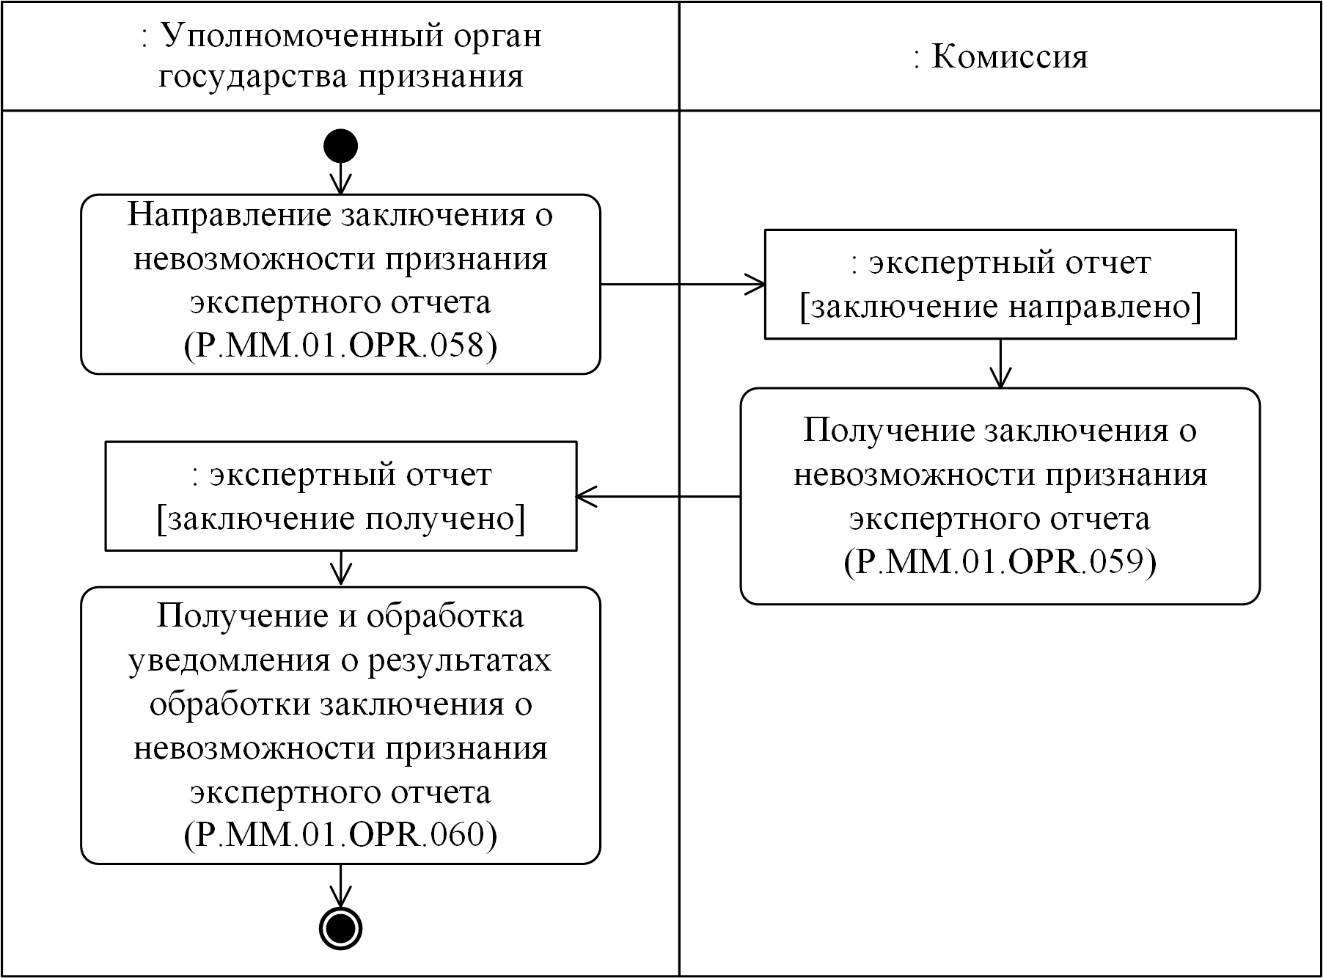 : Уполномоченный орган
государства признания
: Комиссия
Направление заключения о
невозможности признания
экспертного отчета
(P.MM.01.OPR.058)
: экспертный отчет
[заключение направлено]
Получение заключения о
невозможности признания
экспертного отчета
(P.MM.01.OPR.059)
: экспертный отчет
[заключение получено]
Получение и обработка
уведомления о результатах
обработки заключения о
невозможности признания
экспертного отчета
(P.MM.01.OPR.060)